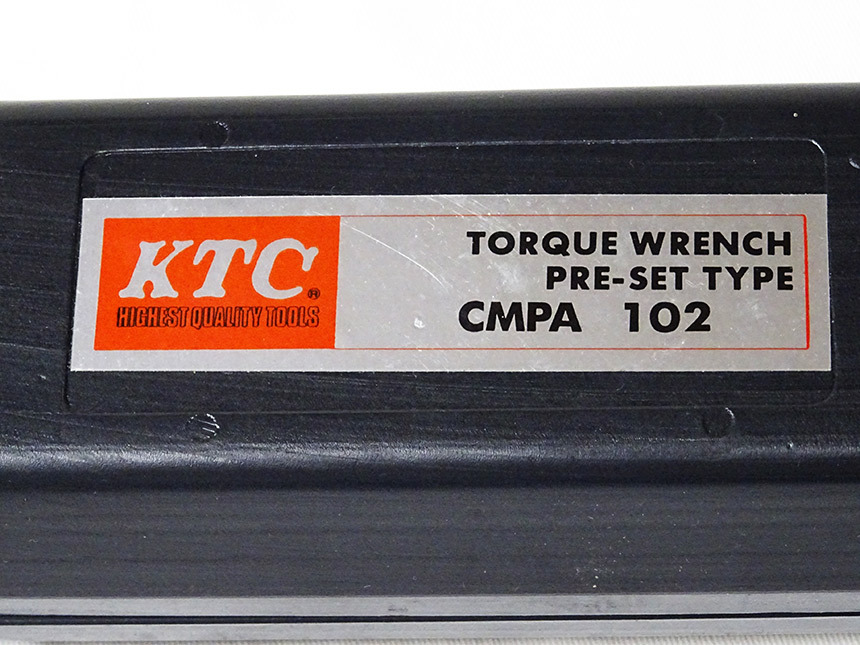 KTC®
HIGHEST QUALITY TOOLS
TORQUE WRENCH
PRE-SET TYPE
CMPA 102